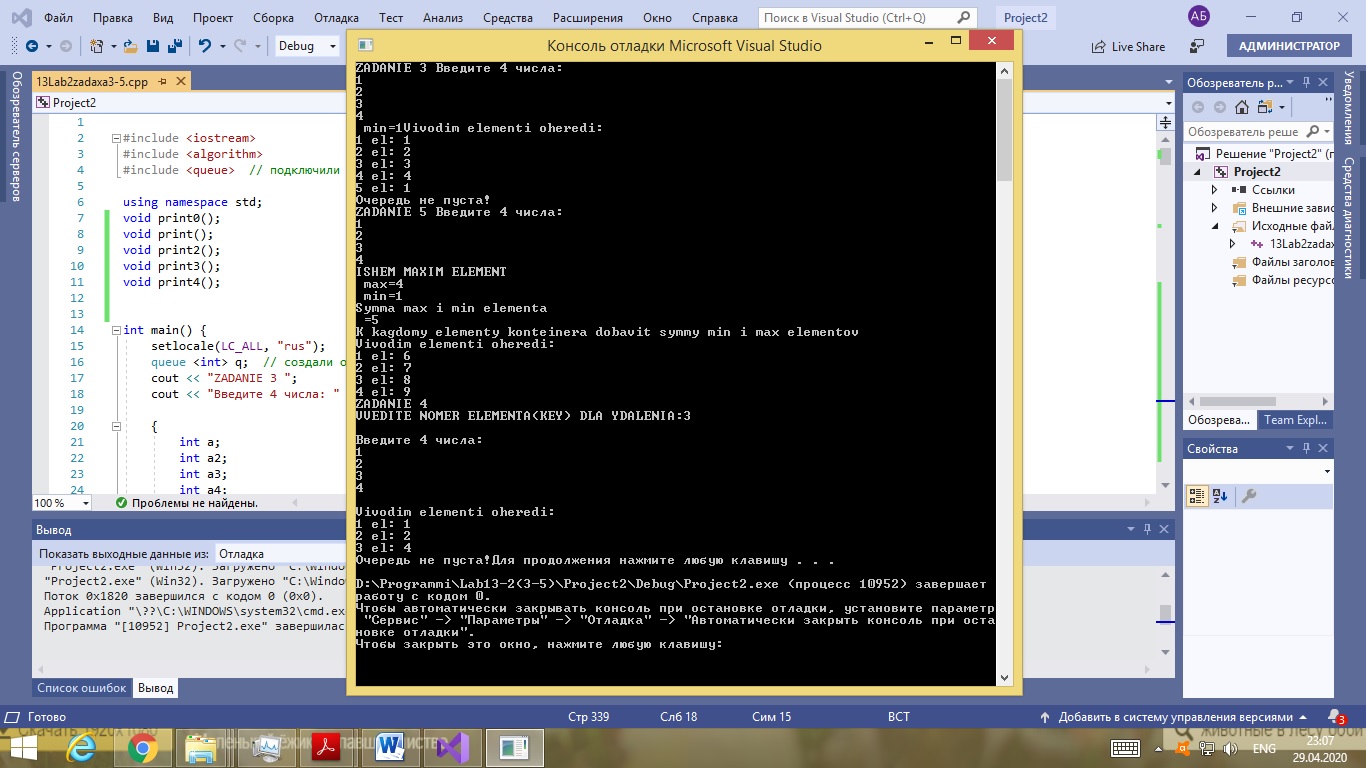 Файл Правка Вид Проект Сборка Отладка Тест Анализ Средства Расширения Окно Справка Поиск в Visual Studio (Ctrl+Q) Project2 АБ
Debug Live Share АДМИНИСТРАТОР
Консоль отладки Microsoft Visual Studio
Обозреватель серверов
13Lab2zadaxa3-5.cpp
Project2
1
2 #include <iostream>
3 #include <algorithm>
4 #include <queue> // подключили
5
6 using namespace std;
7 void print0();
8 void print();
9 void print2();
10 void print3();
11 void print4();
12
13
14 int main() {
15 setlocale(LC_ALL, "rus");
16 queue <int> q; // создали о
17 cout << "ZADANIE 3 ";
18 cout << "Введите 4 числа: "
19
20 {
21 int a;
22 int a2;
23 int a3;
24 int a4;
100 % Проблемы не найдены.
Вывод
Показать выходные данные из: Отладка
"Project2.exe" (Win32). Загружено "C:\Window
"Project2.exe" (Win32). Загружено "C:\Window
Поток 0x1820 завершился с кодом 0 (0x0).
Application "\??\C:\WINDOWS\system32\cmd.ex
Программа "[10952] Project2.exe" завершилас
Список ошибок Вывод
ZADANIE 3 Введите 4 числа:
1
2
3
4
min=1Vivodim elementi oheredi:
1 el: 1
2 el: 2
3 el: 3
4 el: 4
5 el: 1
Очередь не пуста!
ZADANIE 5 Введите 4 числа:
1
2
3
4
ISHEM MAXIM ELEMENT
max=4
min=1
Symma max i min elementa
=5
K kagdomy elementy konteinera dobavit symmy min i max elementov
Vivodim elementi oheredi:
1 el: 6
2 el: 7
3 el: 8
4 el: 9
ZADANIE 4
VVEDITE NOMER ELEMENTA(KEY) DLA YDALENIA:3
Введите 4 числа:
1
2
3
4
Vivodim elementi oheredi:
1 el: 1
2 el: 2
3 el: 4
Очередь не пуста!Для продолжения нажмите любую клавишу . . .
D:\Programmi\Lab13-2(3-5)\Project2\Debug\Project2.exe (процесс 10952) завершает
работу с кодом 0.
Чтобы автоматически закрывать консоль при остановке отладки, установите параметр
"Сервис" -> "Параметры" -> "Отладка" -> "Автоматически закрыть консоль при оста
новке отладки".
Чтобы закрыть это окно, нажмите любую клавишу:
Обозреватель р...
Обозреватель реше
Решение "Project2" (г
Project2
Ссылки
Внешние завис
Исходные файл
13Lab2zadax
Файлы заголов
Файлы ресурсо
Обозрева... Team Expl...
Свойства
Уведомления
Средства диагностики
Готово Стр 339 Слб 18 Сим 15 ВСТ Добавить в систему управления версиями 3
Скачать 1920x1080
животные в лесу
ENG
23:07
29.04.2020